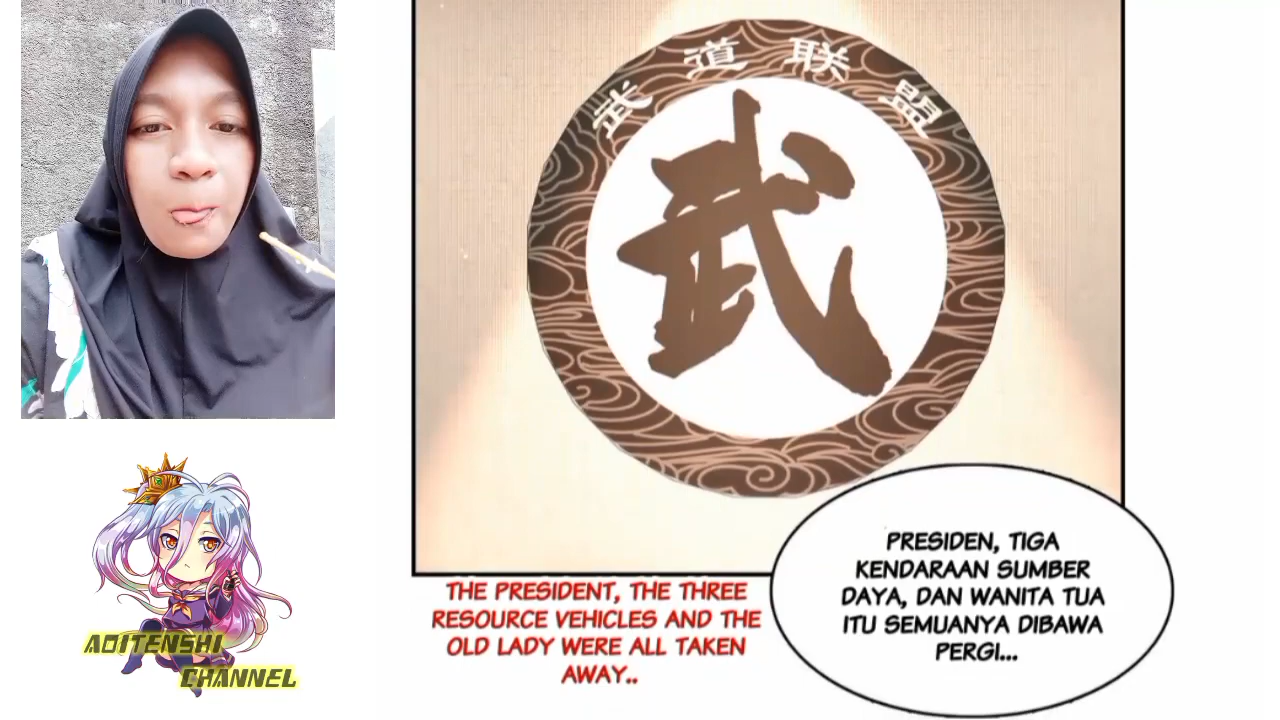 武道联盟
武
PRESIDEN, TIGA
KENDARAAN SUMBER
DAYA, DAN WANITA TUA
ITU SEMUANYA DIBAWA
PERGI...
THE PRESIDENT, THE THREE
RESOURCE VEHICLES AND THE
OLD LADY WERE ALL TAKEN
AWAY..
AOITENSHI
CHANNEL